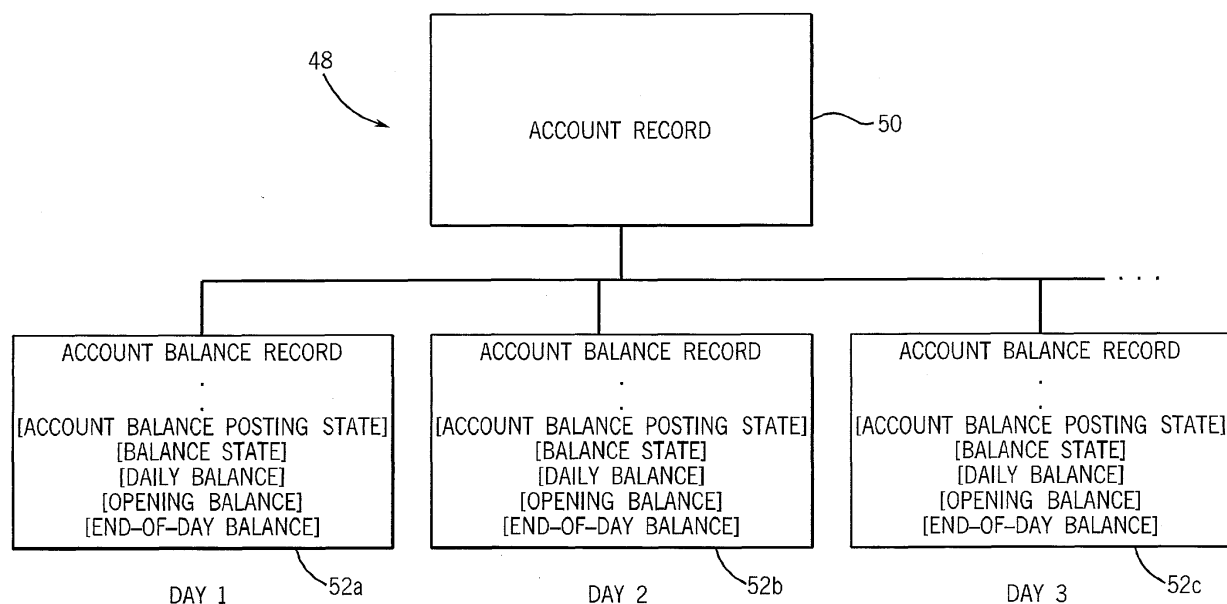 48
ACCOUNT RECORD
50
. . .
ACCOUNT BALANCE RECORD
.
.
[ACCOUNT BALANCE POSTING STATE]
[BALANCE STATE]
[DAILY BALANCE]
[OPENING BALANCE]
[END-OF-DAY BALANCE]
52a
DAY 1
ACCOUNT BALANCE RECORD
.
.
[ACCOUNT BALANCE POSTING STATE]
[BALANCE STATE]
[DAILY BALANCE]
[OPENING BALANCE]
[END-OF-DAY BALANCE]
52b
DAY 2
ACCOUNT BALANCE RECORD
.
.
[ACCOUNT BALANCE POSTING STATE]
[BALANCE STATE]
[DAILY BALANCE]
[OPENING BALANCE]
[END-OF-DAY BALANCE]
52c
DAY 3